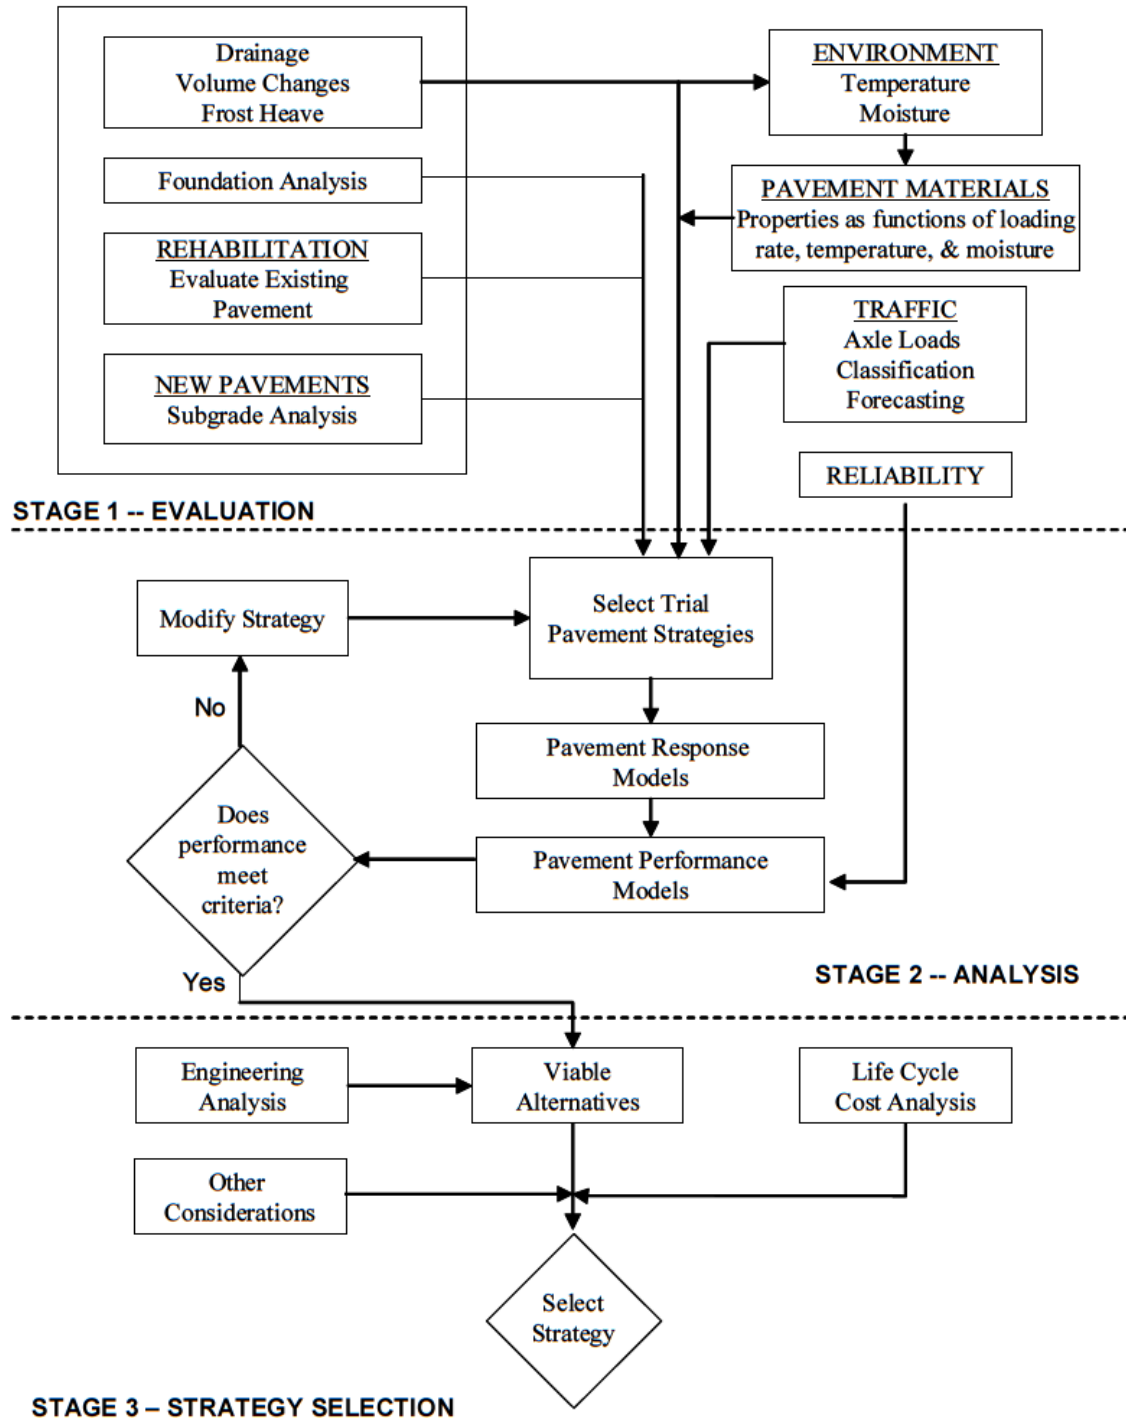 Drainage
Volume Changes
Frost Heave
ENVIRONMENT
Temperature
Moisture
Foundation Analysis
PAVEMENT MATERIALS
Properties as functions of loading
rate, temperature, & moisture
REHABILITATION
Evaluate Existing
Pavement
TRAFFIC
Axle Loads
Classification
Forecasting
NEW PAVEMENTS
Subgrade Analysis
RELIABILITY
STAGE 1 -- EVALUATION
Modify Strategy
Select Trial
Pavement Strategies
No
Pavement Response
Models
Does
performance
meet
criteria?
Pavement Performance
Models
Yes
STAGE 2 -- ANALYSIS
Engineering
Analysis
Viable
Alternatives
Life Cycle
Cost Analysis
Other
Considerations
Select
Strategy
STAGE 3 – STRATEGY SELECTION